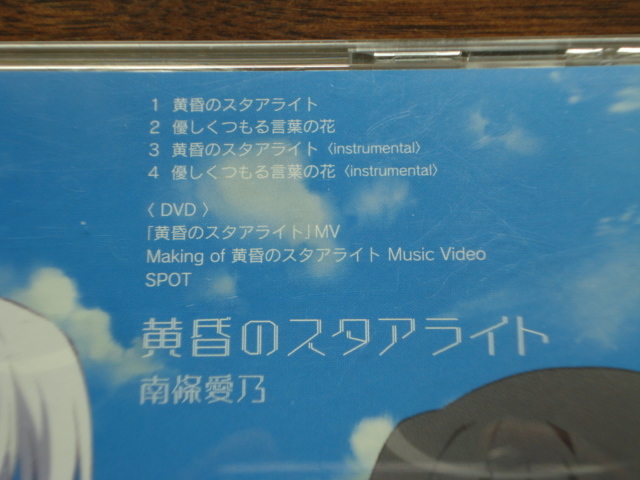 1 黄昏のスタアライト
2 優しくつもる言葉の花
3 黄昏のスタアライト〈instrumental〉
4 優しくつもる言葉の花〈instrumental〉
〈 DVD 〉
「黄昏のスタアライト」MV
Making of 黄昏のスタアライト Music Video
SPOT
黄昏のスタアライト
南條愛乃